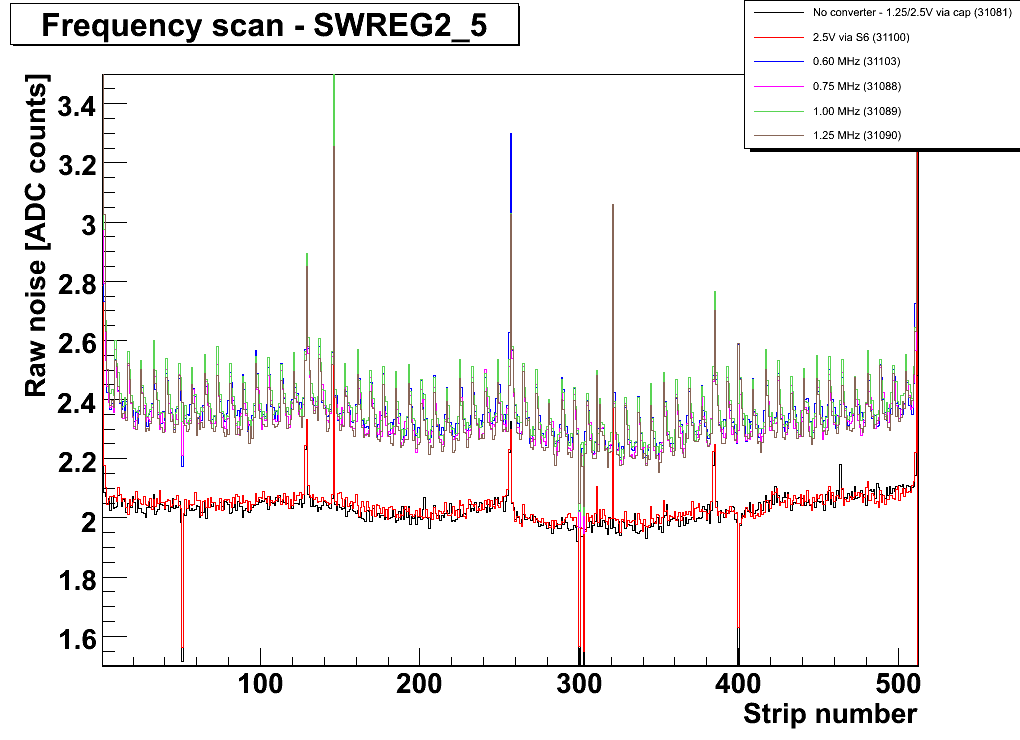 Frequency scan - SWREG2_5
No converter - 1.25/2.5V via cap (31081)
2.5V via S6 (31100)
0.60 MHz (31103)
0.75 MHz (31088)
1.00 MHz (31089)
1.25 MHz (31090)
Raw noise [ADC counts]
3.4
3.2
3
2.8
2.6
2.4
2.2
2
1.8
1.6
100
200
300
400
500
Strip number